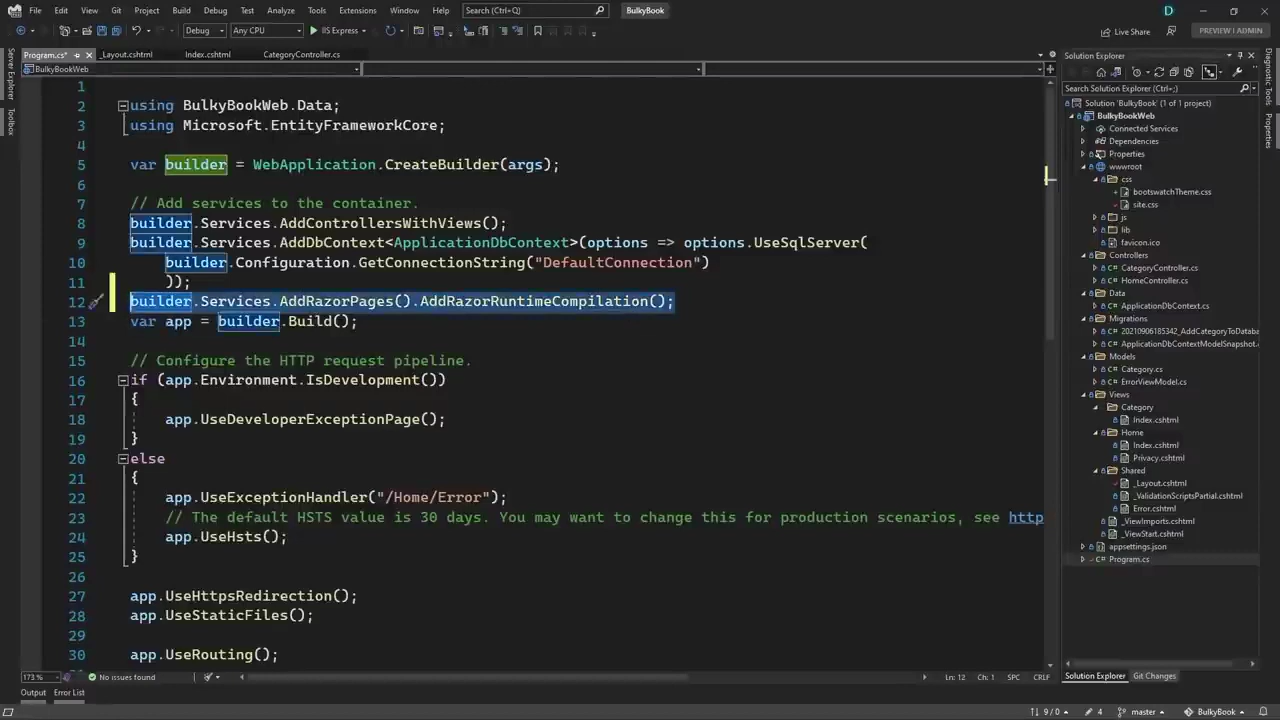 File Edit View Git Project Build Debug Test Analyze Tools Extensions Window Help Search (Ctrl+Q) BulkyBook D
Debug Any CPU IIS Express Live Share PREVIEW | ADMIN
Program.cs* _Layout.cshtml Index.cshtml CategoryController.cs
BulkyBookWeb
Server Explorer
Toolbox
1
2 using BulkyBookWeb.Data;
3 using Microsoft.EntityFrameworkCore;
4
5 var builder = WebApplication.CreateBuilder(args);
6
7 // Add services to the container.
8 builder.Services.AddControllersWithViews();
9 builder.Services.AddDbContext<ApplicationDbContext>(options => options.UseSqlServer(
10 builder.Configuration.GetConnectionString("DefaultConnection")
11 ));
12 builder.Services.AddRazorPages().AddRazorRuntimeCompilation();
13 var app = builder.Build();
14
15 // Configure the HTTP request pipeline.
16 if (app.Environment.IsDevelopment())
17 {
18 app.UseDeveloperExceptionPage();
19 }
20 else
21 {
22 app.UseExceptionHandler("/Home/Error");
23 // The default HSTS value is 30 days. You may want to change this for production scenarios, see http
24 app.UseHsts();
25 }
26
27 app.UseHttpsRedirection();
28 app.UseStaticFiles();
29
30 app.UseRouting();
173 % No issues found Ln: 12 Ch: 1 SPC CRLF
Output Error List
Solution Explorer
Search Solution Explorer (Ctrl+;)
Solution 'BulkyBook' (1 of 1 project)
BulkyBookWeb
Connected Services
Dependencies
Properties
wwwroot
css
bootswatchTheme.css
site.css
js
lib
favicon.ico
Controllers
CategoryController.cs
HomeController.cs
Data
ApplicationDbContext.cs
Migrations
20210906185342_AddCategoryToDataba
ApplicationDbContextModelSnapshot.
Models
Category.cs
ErrorViewModel.cs
Views
Category
Index.cshtml
Home
Index.cshtml
Privacy.cshtml
Shared
_Layout.cshtml
_ValidationScriptsPartial.cshtml
Error.cshtml
_ViewImports.cshtml
_ViewStart.cshtml
appsettings.json
Program.cs
Solution Explorer Git Changes
Diagnostic Tools
Properties
9 / 0 4 master BulkyBook